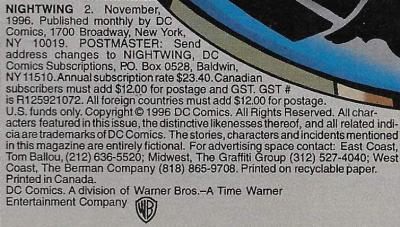 NIGHTWING 2. November,
1996. Published monthly by DC
Comics, 1700 Broadway, New York,
NY 10019. POSTMASTER: Send
address changes to NIGHTWING, DC
Comics Subscriptions, P.O. Box 0528, Baldwin,
NY 11510. Annual subscription rate $23.40. Canadian
subscribers must add $12.00 for postage and GST. GST #
is R125921072. All foreign countries must add $12.00 for postage.
U.S. funds only. Copyright © 1996 DC Comics. All Rights Reserved. All char-
acters featured in this issue, the distinctive likenesses thereof, and all related indi-
cia are trademarks of DC Comics. The stories, characters and incidents mentioned
in this magazine are entirely fictional. For advertising space contact: East Coast,
Tom Ballou, (212) 636-5520; Midwest, The Graffiti Group (312) 527-4040; West
Coast, The Berman Company (818) 865-9708. Printed on recyclable paper.
Printed in Canada.
DC Comics. A division of Warner Bros.–A Time Warner
Entertainment Company WB